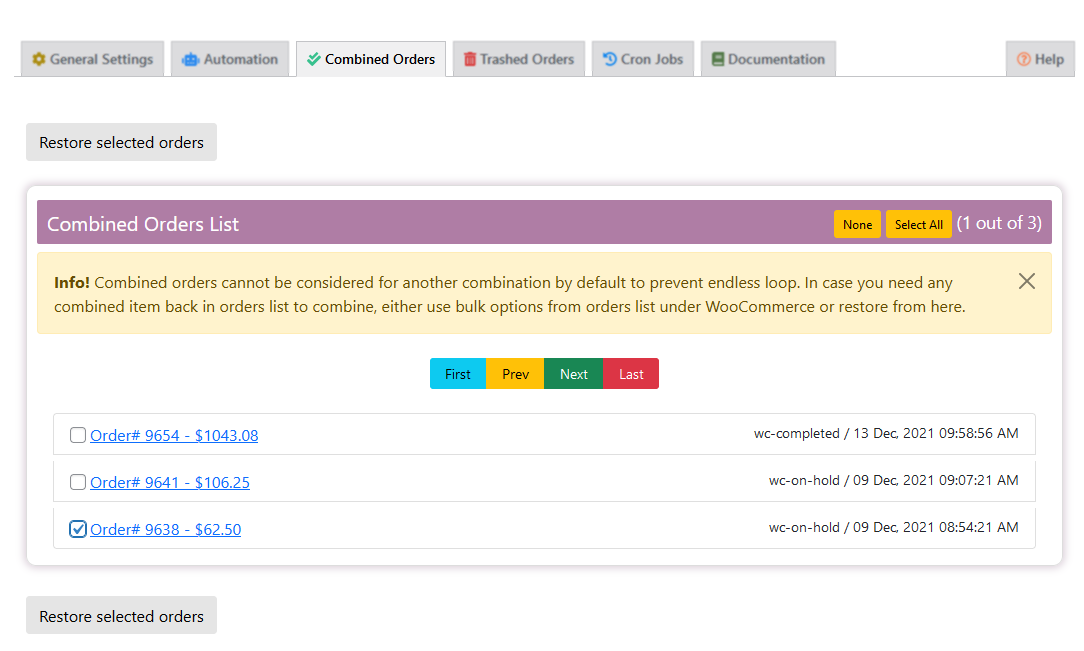 General Settings Automation Combined Orders Trashed Orders Cron Jobs Documentation Help
Restore selected orders
Combined Orders List None Select All (1 out of 3)
Info! Combined orders cannot be considered for another combination by default to prevent endless loop. In case you need any
combined item back in orders list to combine, either use bulk options from orders list under WooCommerce or restore from here.
First Prev Next Last
Order# 9654 - $1043.08 wc-completed / 13 Dec, 2021 09:58:56 AM
Order# 9641 - $106.25 wc-on-hold / 09 Dec, 2021 09:07:21 AM
Order# 9638 - $62.50 wc-on-hold / 09 Dec, 2021 08:54:21 AM
Restore selected orders